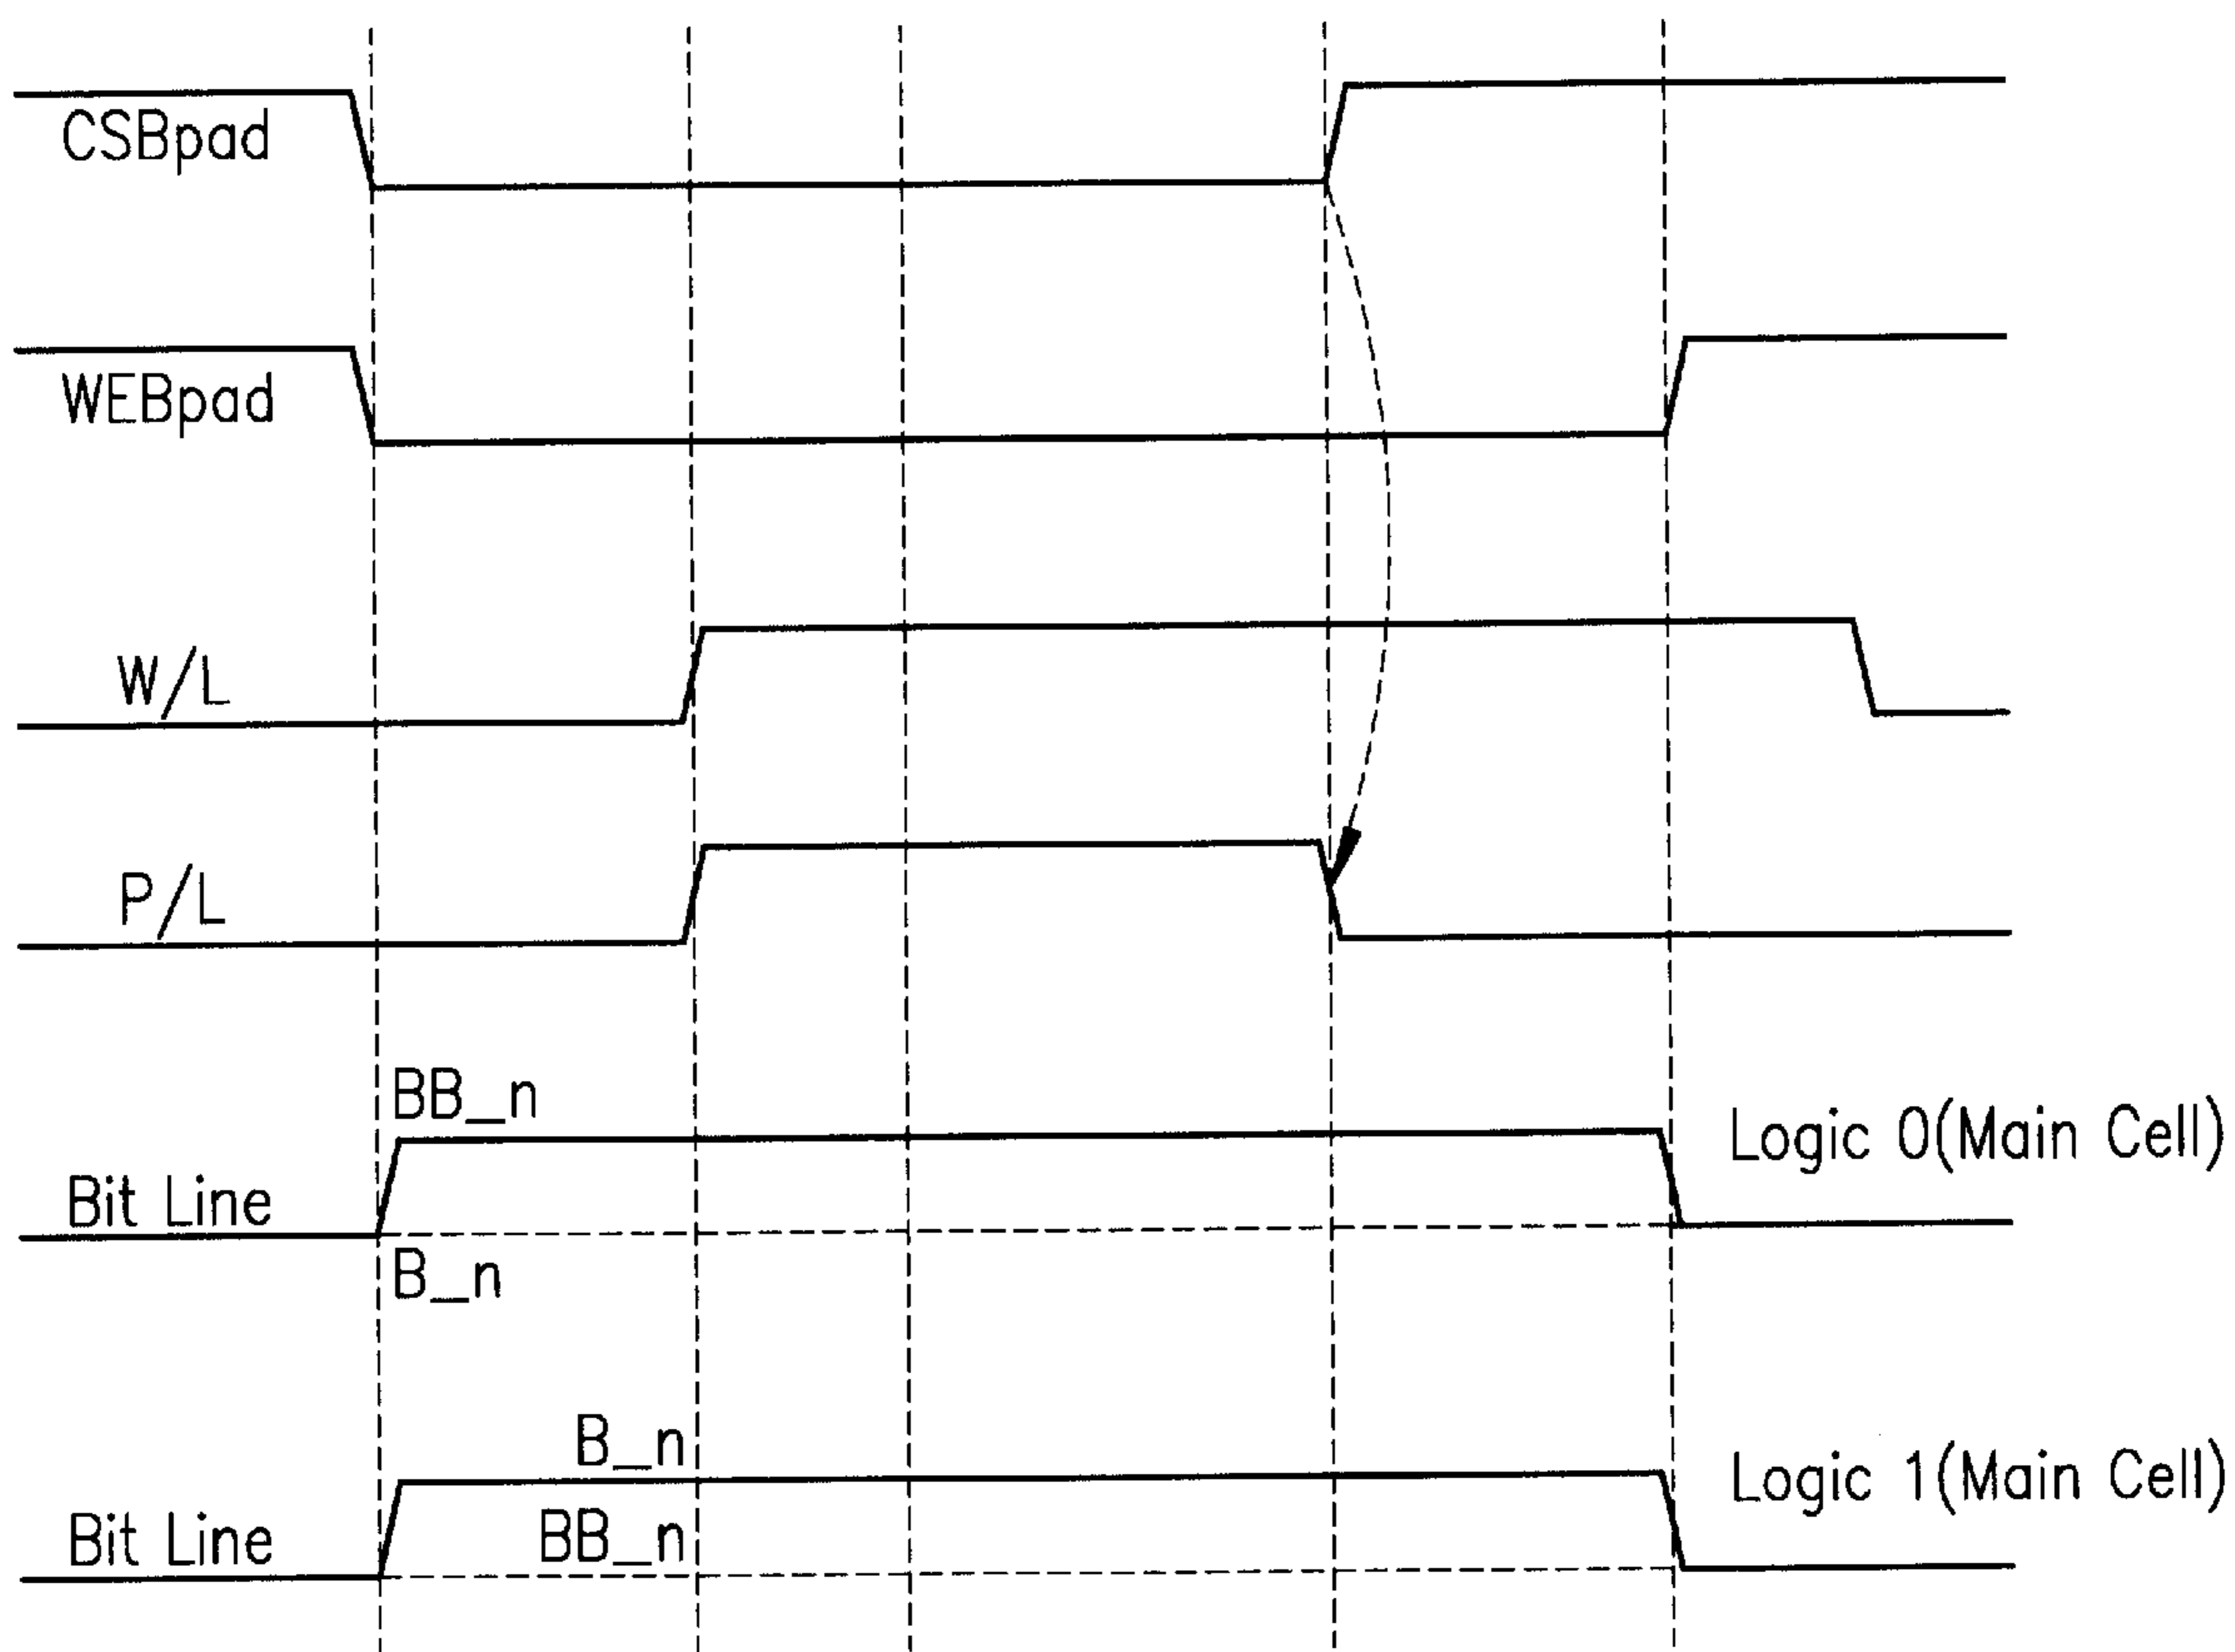 CSBpad
WEBpad
W/L
P/L
BB_n
Logic 0(Main Cell)
Bit Line
B_n
B_n
Logic 1(Main Cell)
Bit Line
BB_n